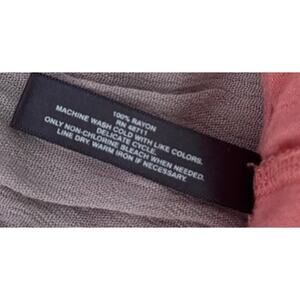 100% RAYON
RN 68711
MACHINE WASH COLD WITH LIKE COLORS.
DELICATE CYCLE.
ONLY NON-CHLORINE BLEACH WHEN NEEDED.
LINE DRY. WARM IRON IF NECESSARY.